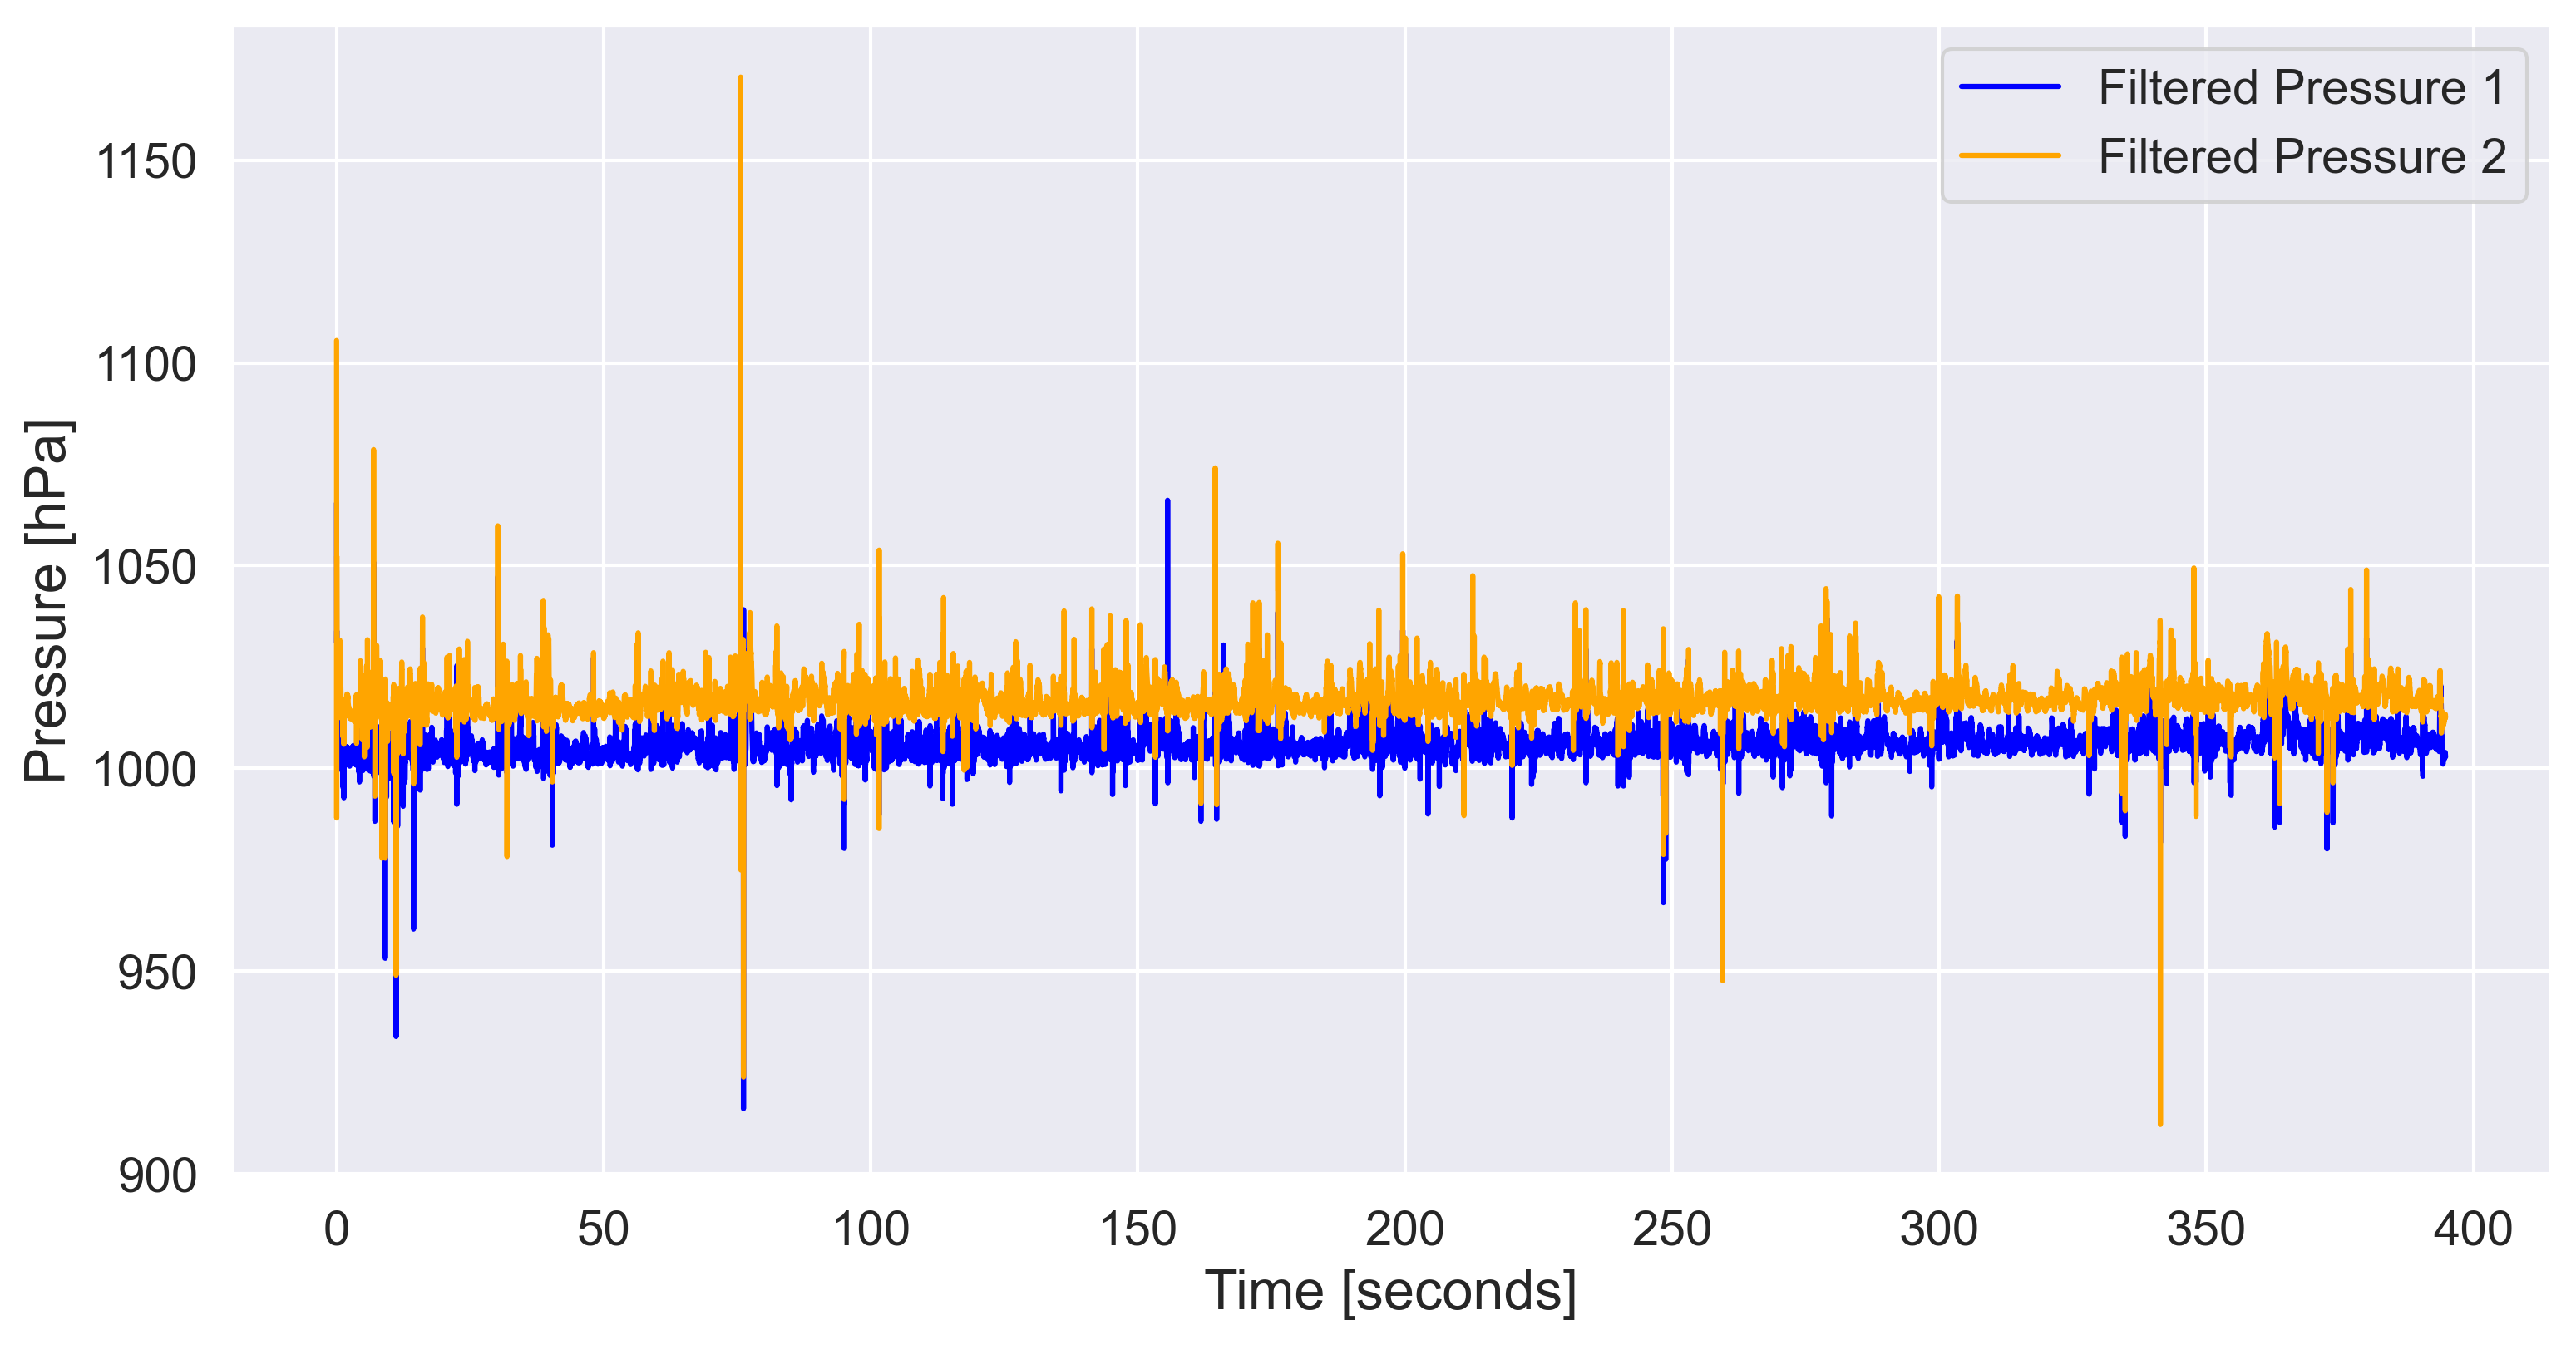 Filtered Pressure 1
Filtered Pressure 2
Pressure [hPa]
1150
1100
1050
1000
950
900
0 50 100 150 200 250 300 350 400
Time [seconds]